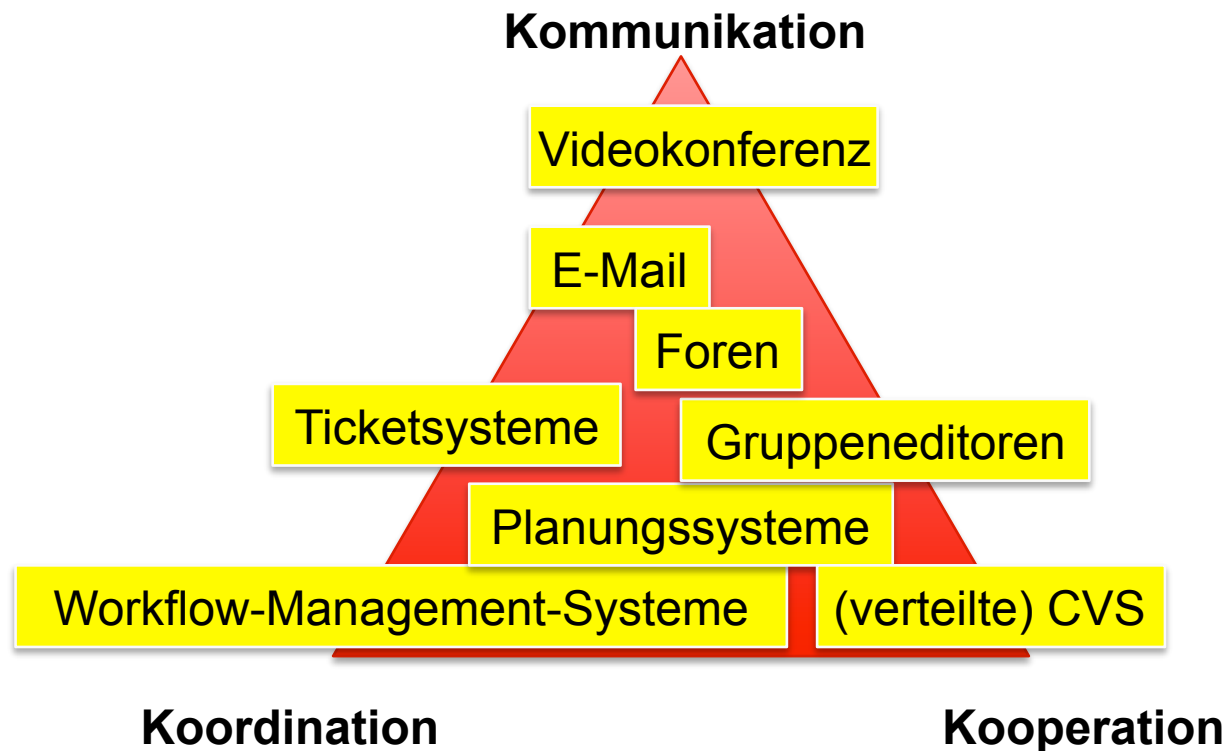 Kommunikation
Videokonferenz
E-Mail
Foren
Ticketsysteme
Gruppeneditoren
Planungssysteme
Workflow-Management-Systeme
(verteilte) CVS
Koordination
Kooperation